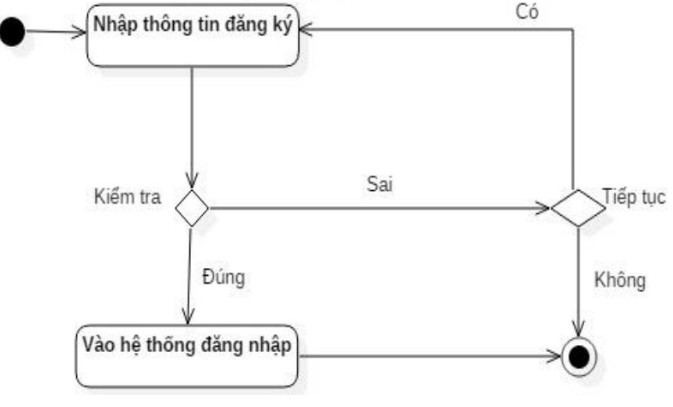 Có
Nhập thông tin đăng ký
Sai
Kiểm tra
Tiếp tục
Đúng
Không
Vào hệ thống đăng nhập